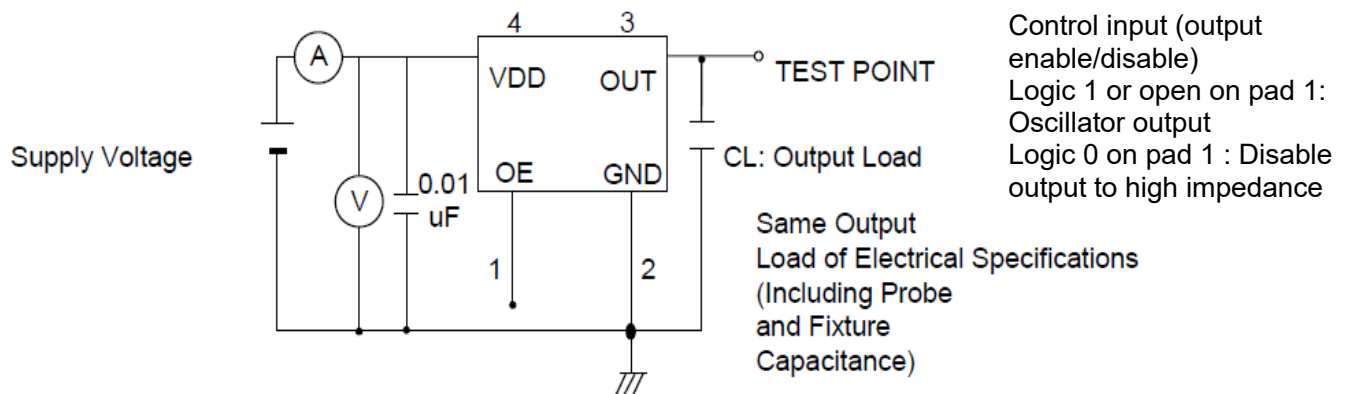 A
4
3
VDD
OUT
TEST POINT
Supply Voltage
V
0.01
uF
OE
GND
CL: Output Load
1
2
Same Output
Load of Electrical Specifications
(Including Probe
and Fixture
Capacitance)
Control input (output
enable/disable)
Logic 1 or open on pad 1:
Oscillator output
Logic 0 on pad 1 : Disable
output to high impedance